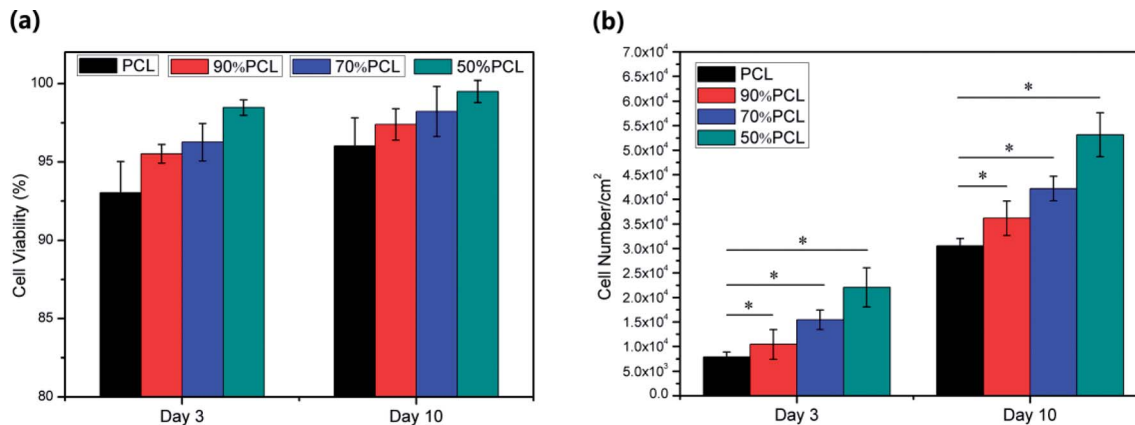 (a)
PCL 90%PCL 70%PCL 50%PCL
100
95
90
85
80
Cell Viability (%)
Day 3 Day 10
(b)
7.0x10⁴
6.5x10⁴
6.0x10⁴
5.5x10⁴
5.0x10⁴
4.5x10⁴
4.0x10⁴
3.5x10⁴
3.0x10⁴
2.5x10⁴
2.0x10⁴
1.5x10⁴
1.0x10⁴
5.0x10³
0.0
Cell Number/cm²
PCL
90%PCL
70%PCL
50%PCL
*
*
*
*
*
*
Day 3 Day 10